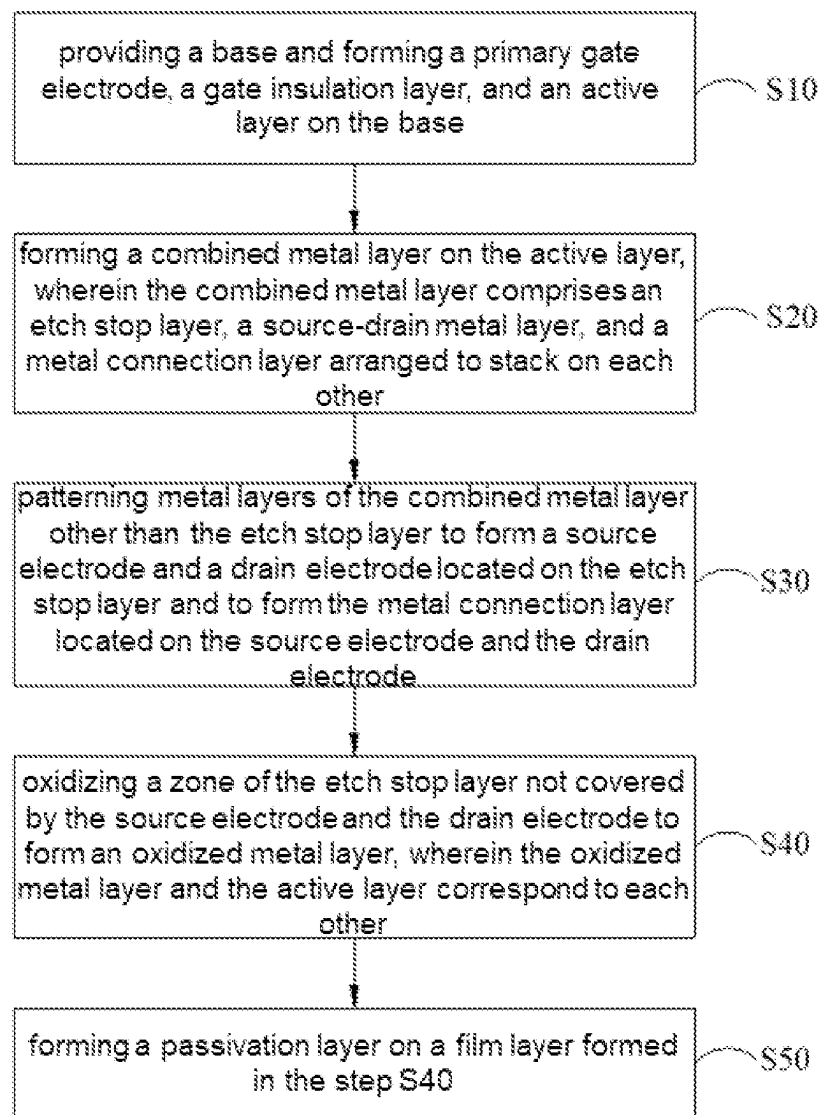 providing a base and forming a primary gate
electrode, a gate insulation layer, and an active
layer on the base
S10
forming a combined metal layer on the active layer,
wherein the combined metal layer comprises an
etch stop layer, a source-drain metal layer, and a
metal connection layer arranged to stack on each
other
S20
patterning metal layers of the combined metal layer
other than the etch stop layer to form a source
electrode and a drain electrode located on the etch
stop layer and to form the metal connection layer
located on the source electrode and the drain
electrode
S30
oxidizing a zone of the etch stop layer not covered
by the source electrode and the drain electrode to
form an oxidized metal layer, wherein the oxidized
metal layer and the active layer correspond to each
other
S40
forming a passivation layer on a film layer formed
in the step S40
S50